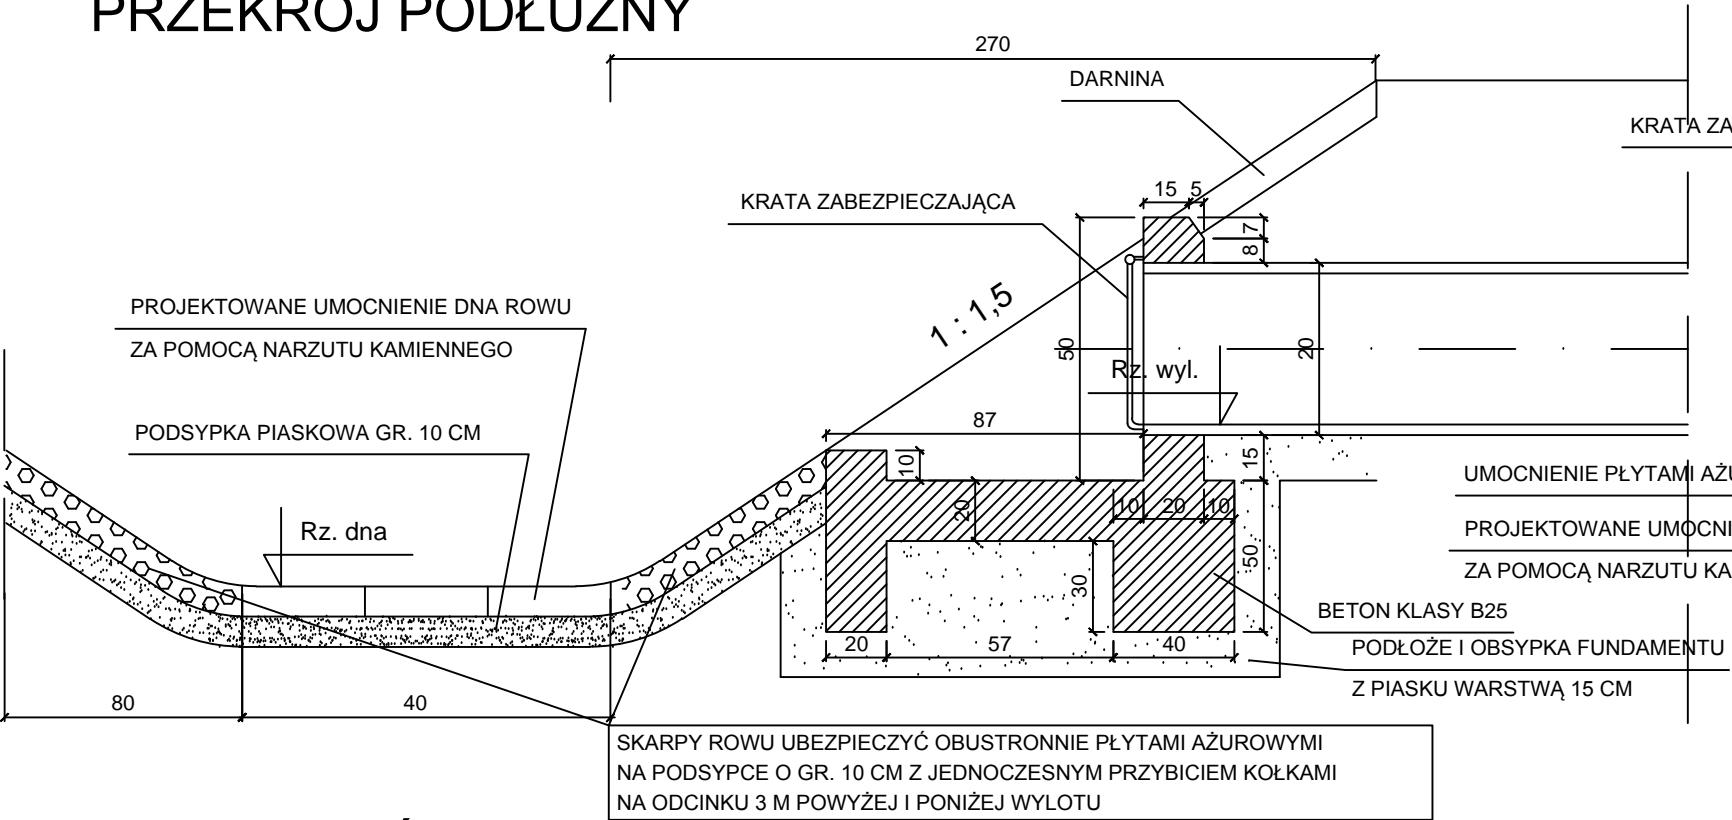 PRZEKRÓJ PODŁUŻNY
270
DARNINA
KRATA ZA
15 5
KRATA ZABEZPIECZAJĄCA
7
8
1 : 1,5
PROJEKTOWANE UMOCNIENIE DNA ROWU
ZA POMOCĄ NARZUTU KAMIENNEGO
50
20
Rz. wyl.
87
PODSYPKA PIASKOWA GR. 10 CM
10
15
UMOCNIENIE PŁYTAMI AŻU
20
10 20 10
Rz. dna
PROJEKTOWANE UMOCNI
50
ZA POMOCĄ NARZUTU KA
30
BETON KLASY B25
20 57 40
PODŁOŻE I OBSYPKA FUNDAMENTU
Z PIASKU WARSTWĄ 15 CM
80 40
SKARPY ROWU UBEZPIECZYĆ OBUSTRONNIE PŁYTAMI AŻUROWYMI
NA PODSYPCE O GR. 10 CM Z JEDNOCZESNYM PRZYBICIEM KOŁKAMI
NA ODCINKU 3 M POWYŻEJ I PONIŻEJ WYLOTU